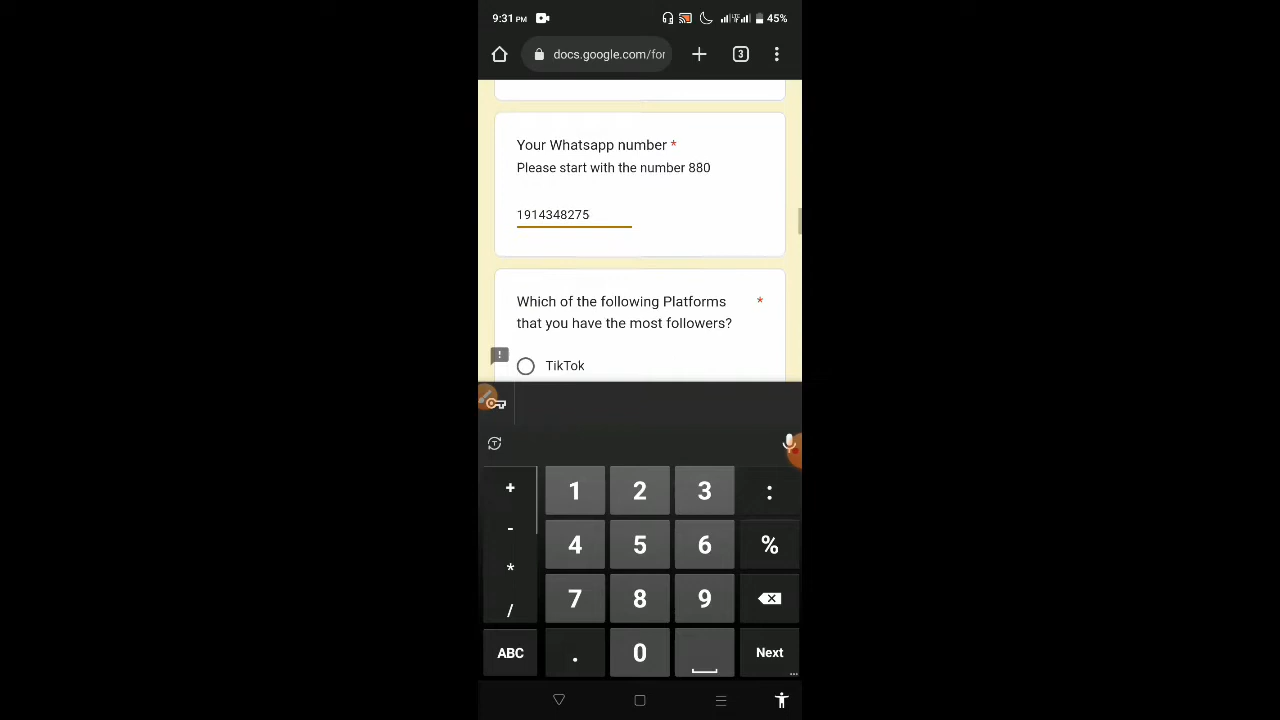 9:31 PM
45%
docs.google.com/for
3
Your Whatsapp number *
Please start with the number 880
1914348275
Which of the following Platforms *
that you have the most followers?
TikTok
+ 1 2 3 :
- 4 5 6 %
* 7 8 9
/
ABC . 0 Next